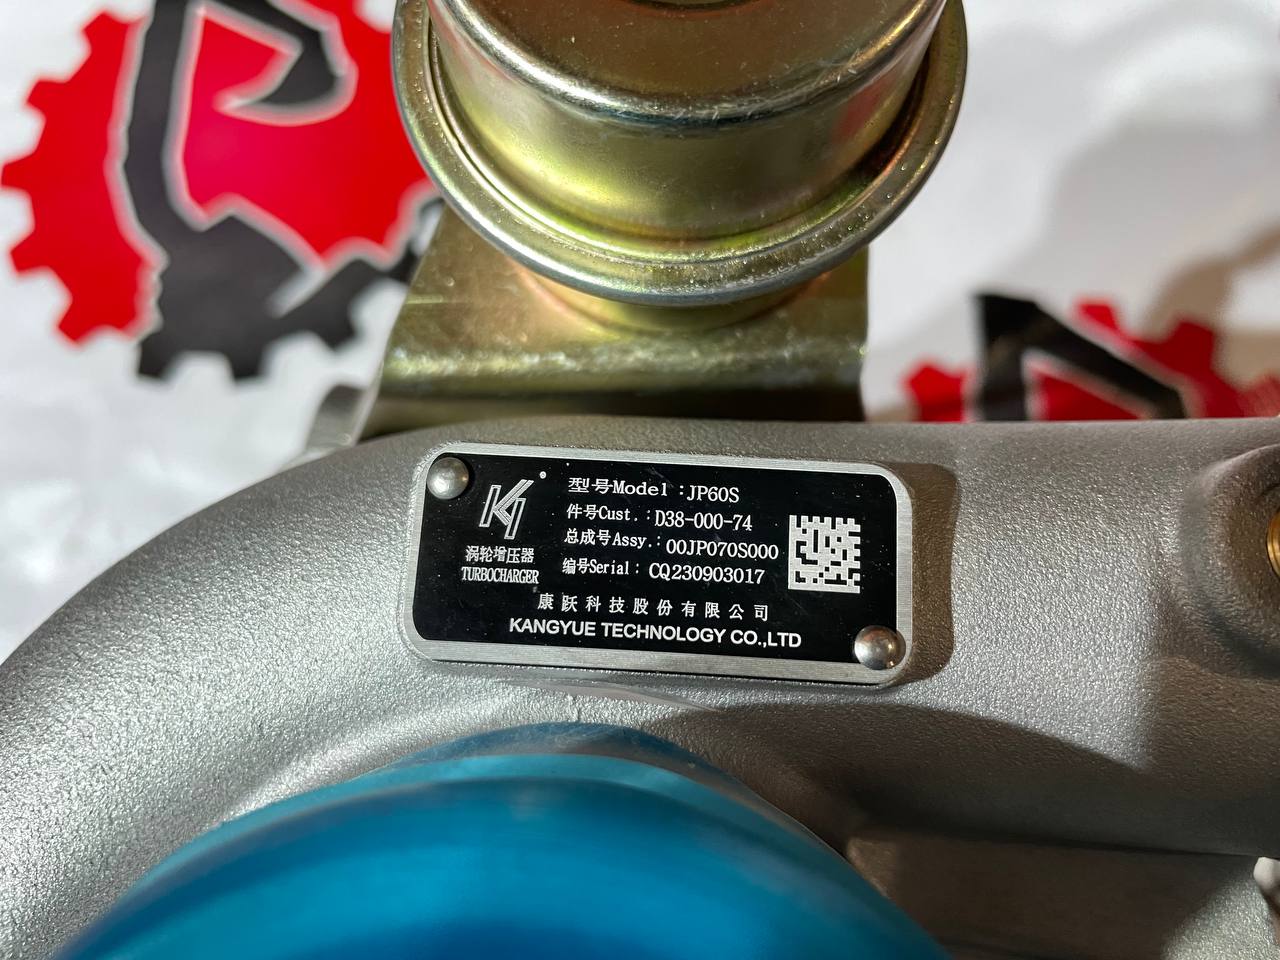 型号Model :JP60S
件号Cust. :D38-000-74
总成号Assy.:00JP070S000
编号Serial: CQ230903017
涡轮增压器
TURBOCHARGER
康跃科技股份有限公司
KANGYUE TECHNOLOGY CO.,LTD